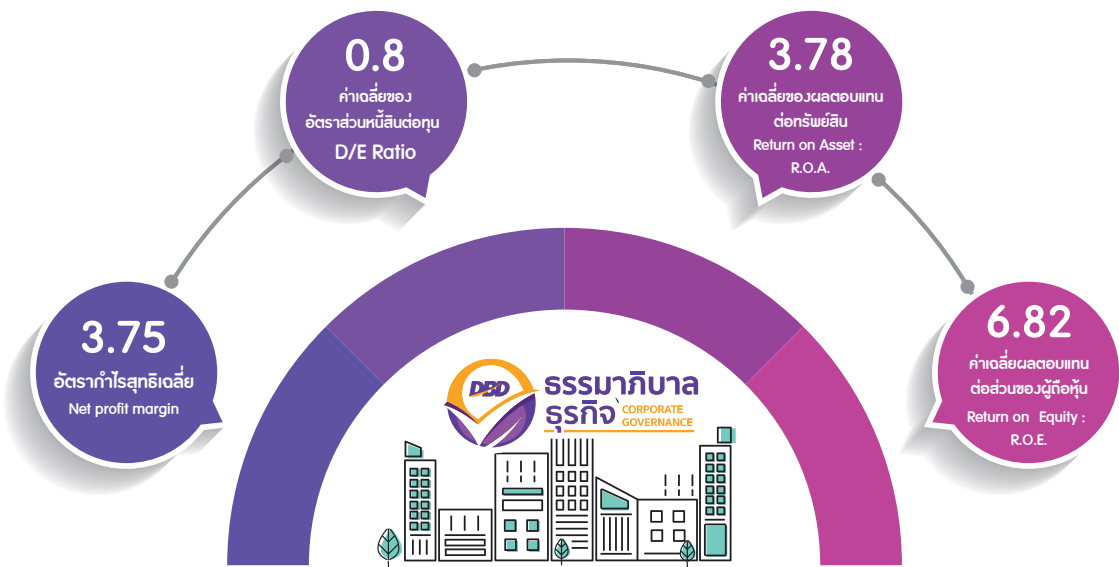 0.8
ค่าเฉลี่ยของ
อัตราส่วนหนี้สินต่อทุน
D/E Ratio
3.78
ค่าเฉลี่ยของผลตอบแทน
ต่อทรัพย์สิน
Return on Asset :
R.O.A.
3.75
อัตรากำไรสุทธิเฉลี่ย
Net profit margin
6.82
ค่าเฉลี่ยผลตอบแทน
ต่อส่วนของผู้ถือหุ้น
Return on Equity :
R.O.E.
DBD
ธรรมาภิบาล
ธุรกิจ
CORPORATE
GOVERNANCE